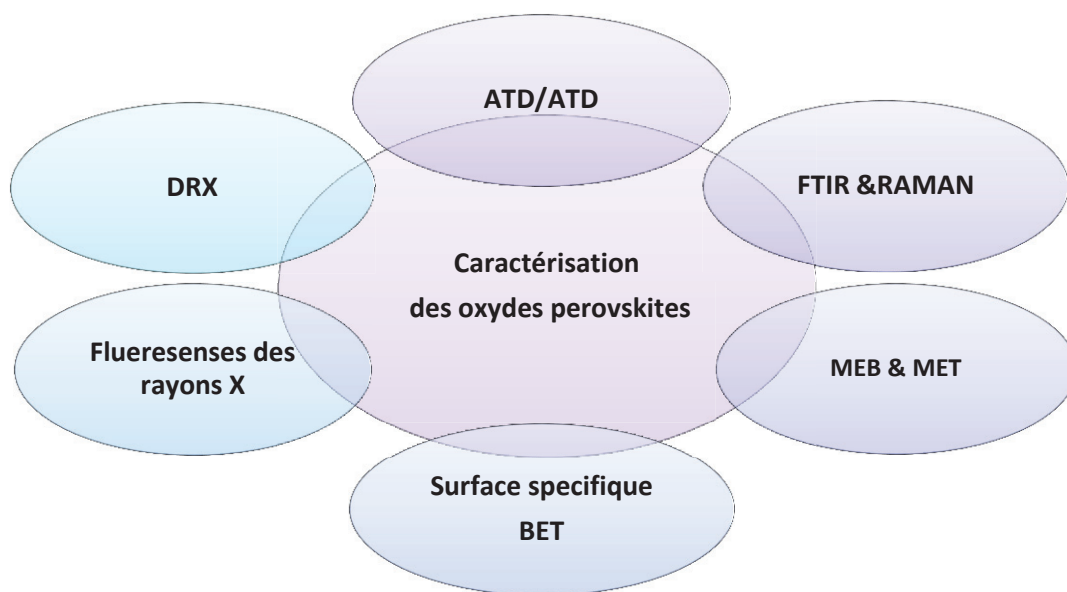 ATD/ATD
DRX
FTIR &RAMAN
Caractérisation
des oxydes perovskites
Flueresenses des
rayons X
MEB & MET
Surface specifique
BET